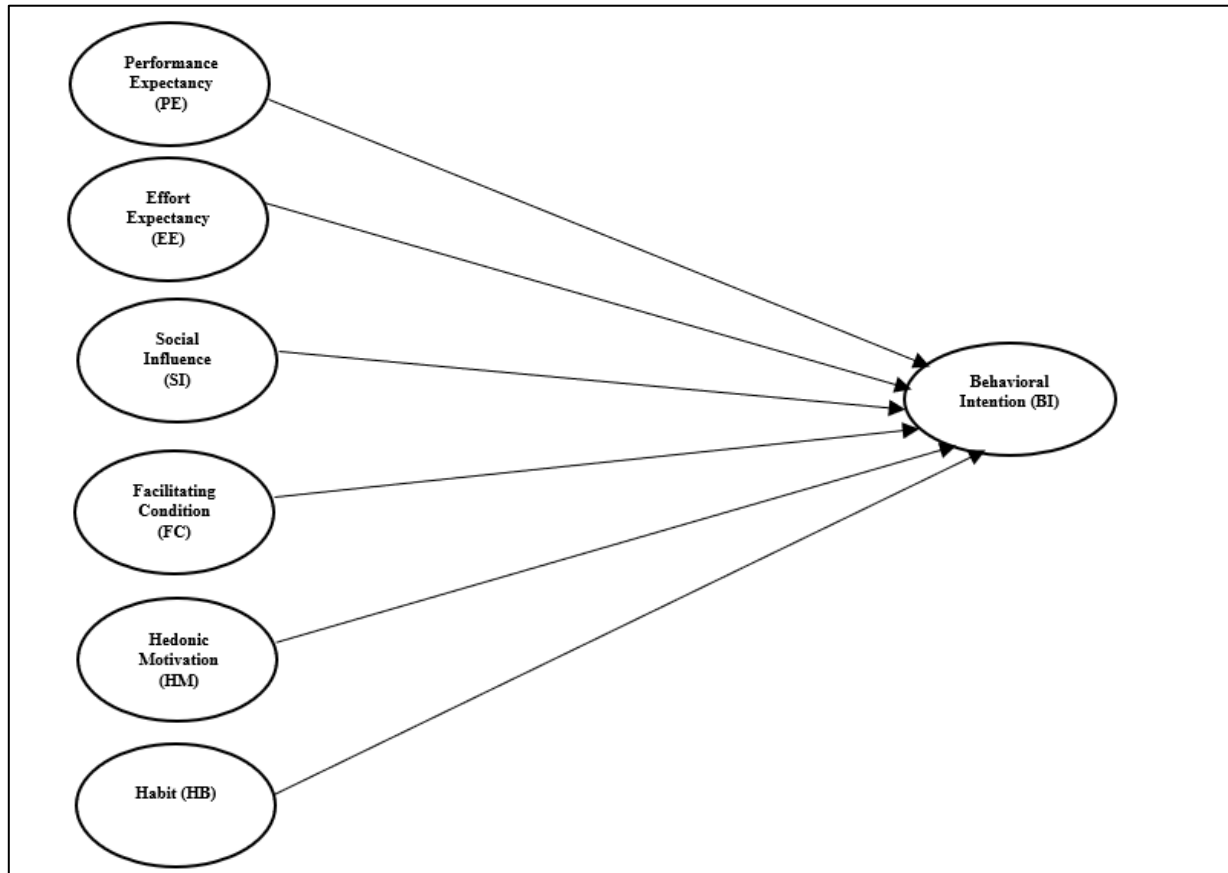 Performance
Expectancy
(PE)
Effort
Expectancy
(EE)
Social
Influence
(SI)
Behavioral
Intention (BI)
Facilitating
Condition
(FC)
Hedonic
Motivation
(HM)
Habit (HB)